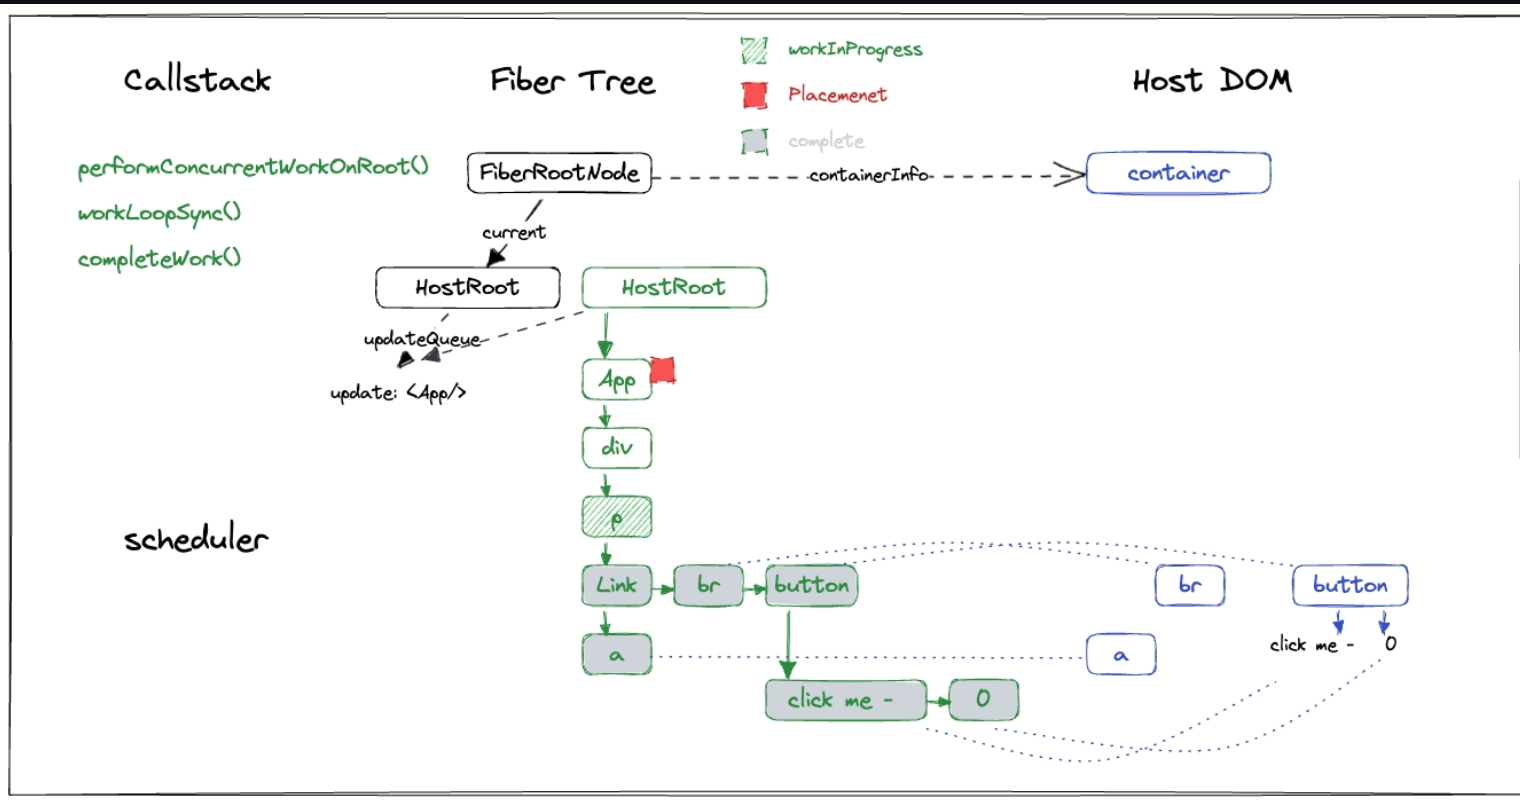 Callstack
Fiber Tree
workInProgress
Placemenet
complete
Host DOM
performConcurrentWorkOnRoot()
workLoopSync()
completeWork()
FiberRootNode
containerInfo
container
current
HostRoot
HostRoot
updateQueue
update: <App/>
App
div
p
scheduler
Link
br
button
br
button
a
a
click me -
0
click me -
0